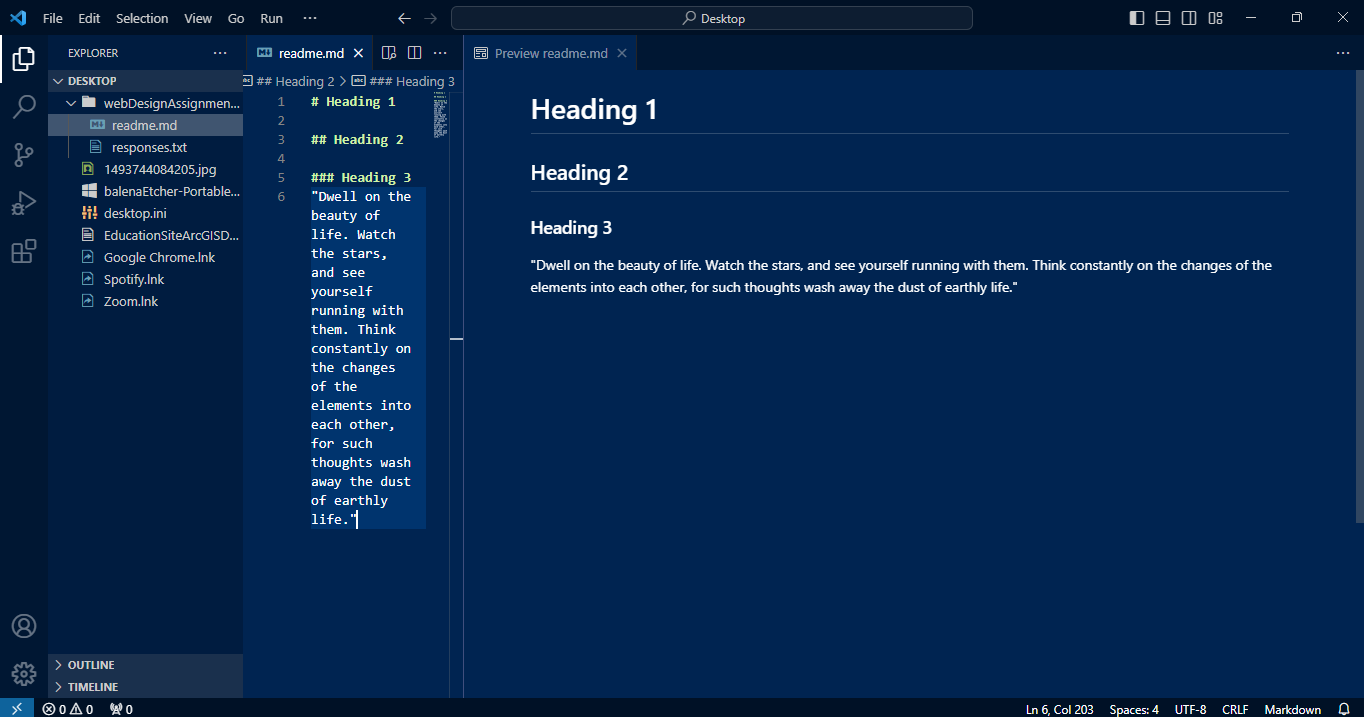 File Edit Selection View Go Run ···
Desktop
EXPLORER ···
DESKTOP
webDesignAssignmen...
readme.md
responses.txt
1493744084205.jpg
balenaEtcher-Portable...
desktop.ini
EducationSiteArcGISD...
Google Chrome.lnk
Spotify.lnk
Zoom.lnk
OUTLINE
TIMELINE
readme.md
## Heading 2 > ### Heading 3
1 # Heading 1
2
3 ## Heading 2
4
5 ### Heading 3
6 "Dwell on the
beauty of
life. Watch
the stars,
and see
yourself
running with
them. Think
constantly on
the changes
of the
elements into
each other,
for such
thoughts wash
away the dust
of earthly
life."
Preview readme.md
Heading 1
Heading 2
Heading 3
"Dwell on the beauty of life. Watch the stars, and see yourself running with them. Think constantly on the changes of the
elements into each other, for such thoughts wash away the dust of earthly life."
0 0 0 Ln 6, Col 203 Spaces: 4 UTF-8 CRLF Markdown